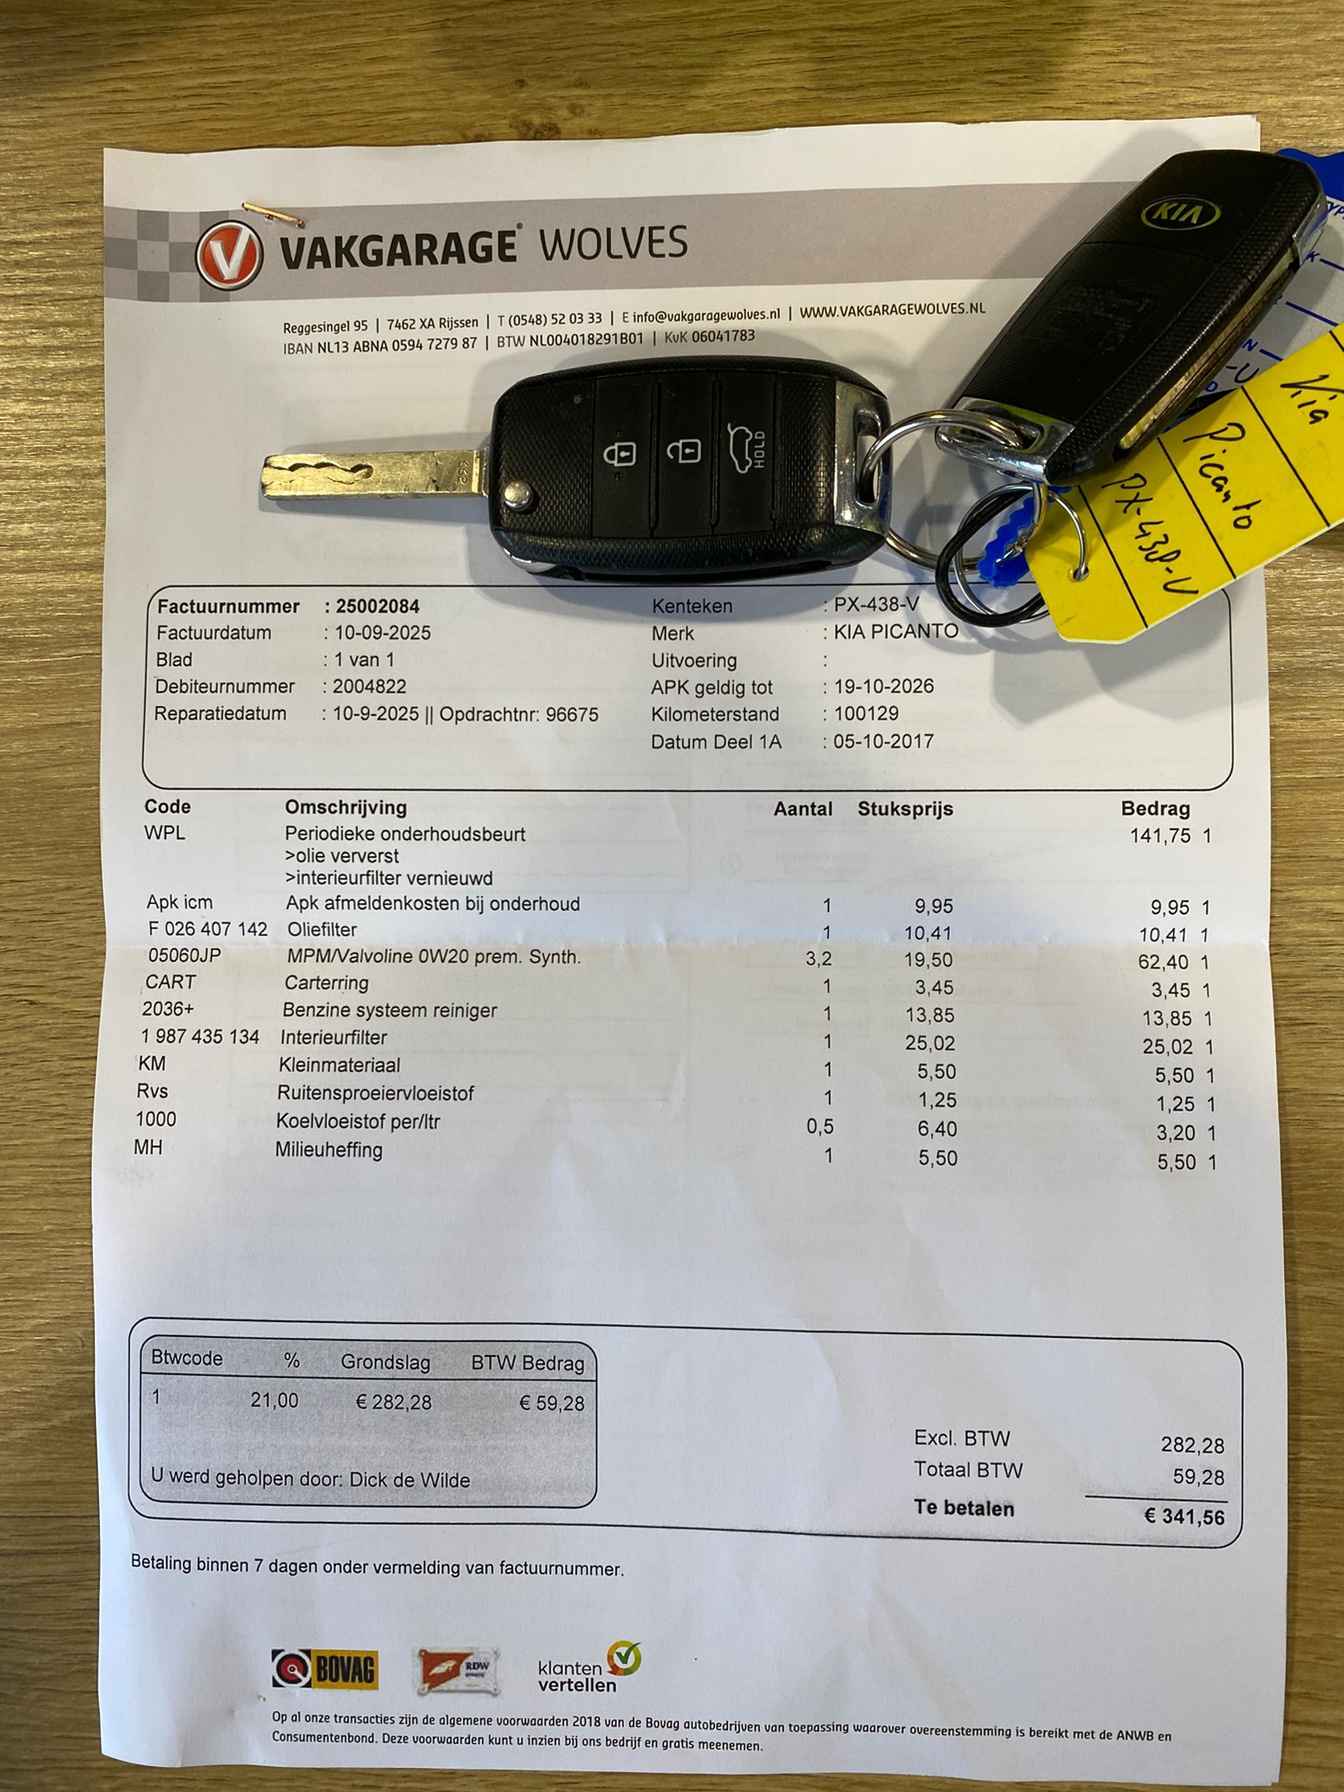 VAKGARAGE® WOLVES
Reggesingel 95 | 7462 XA Rijssen | T (0548) 52 03 33 | E info@vakgaragewolves.nl | WWW.VAKGARAGEWOLVES.NL
IBAN NL13 ABNA 0594 7279 87 | BTW NL004018291B01 | KvK 06041783
KIA
HOLD
Kia
Picanto
PX-438-V
Factuurnummer : 25002084 Kenteken : PX-438-V
Factuurdatum : 10-09-2025 Merk : KIA PICANTO
Blad : 1 van 1 Uitvoering :
Debiteurnummer : 2004822 APK geldig tot : 19-10-2026
Reparatiedatum : 10-9-2025 || Opdrachtnr: 96675 Kilometerstand : 100129
Datum Deel 1A : 05-10-2017
Code Omschrijving Aantal Stuksprijs Bedrag
WPL Periodieke onderhoudsbeurt 141,75 1
>olie ververst
>interieurfilter vernieuwd
Apk icm Apk afmeldenkosten bij onderhoud 1 9,95 9,95 1
F 026 407 142 Oliefilter 1 10,41 10,41 1
05060JP MPM/Valvoline 0W20 prem. Synth. 3,2 19,50 62,40 1
CART Carterring 1 3,45 3,45 1
2036+ Benzine systeem reiniger 1 13,85 13,85 1
1 987 435 134 Interieurfilter 1 25,02 25,02 1
KM Kleinmateriaal 1 5,50 5,50 1
Rvs Ruitensproeiervloeistof 1 1,25 1,25 1
1000 Koelvloeistof per/ltr 0,5 6,40 3,20 1
MH Milieuheffing 1 5,50 5,50 1
Btwcode % Grondslag BTW Bedrag
1 21,00 € 282,28 € 59,28
U werd geholpen door: Dick de Wilde
Excl. BTW 282,28
Totaal BTW 59,28
Te betalen € 341,56
Betaling binnen 7 dagen onder vermelding van factuurnummer.
BOVAG
RDW
klanten
vertellen
Op al onze transacties zijn de algemene voorwaarden 2018 van de Bovag autobedrijven van toepassing waarover overeenstemming is bereikt met de ANWB en
Consumentenbond. Deze voorwaarden kunt u inzien bij ons bedrijf en gratis meenemen.